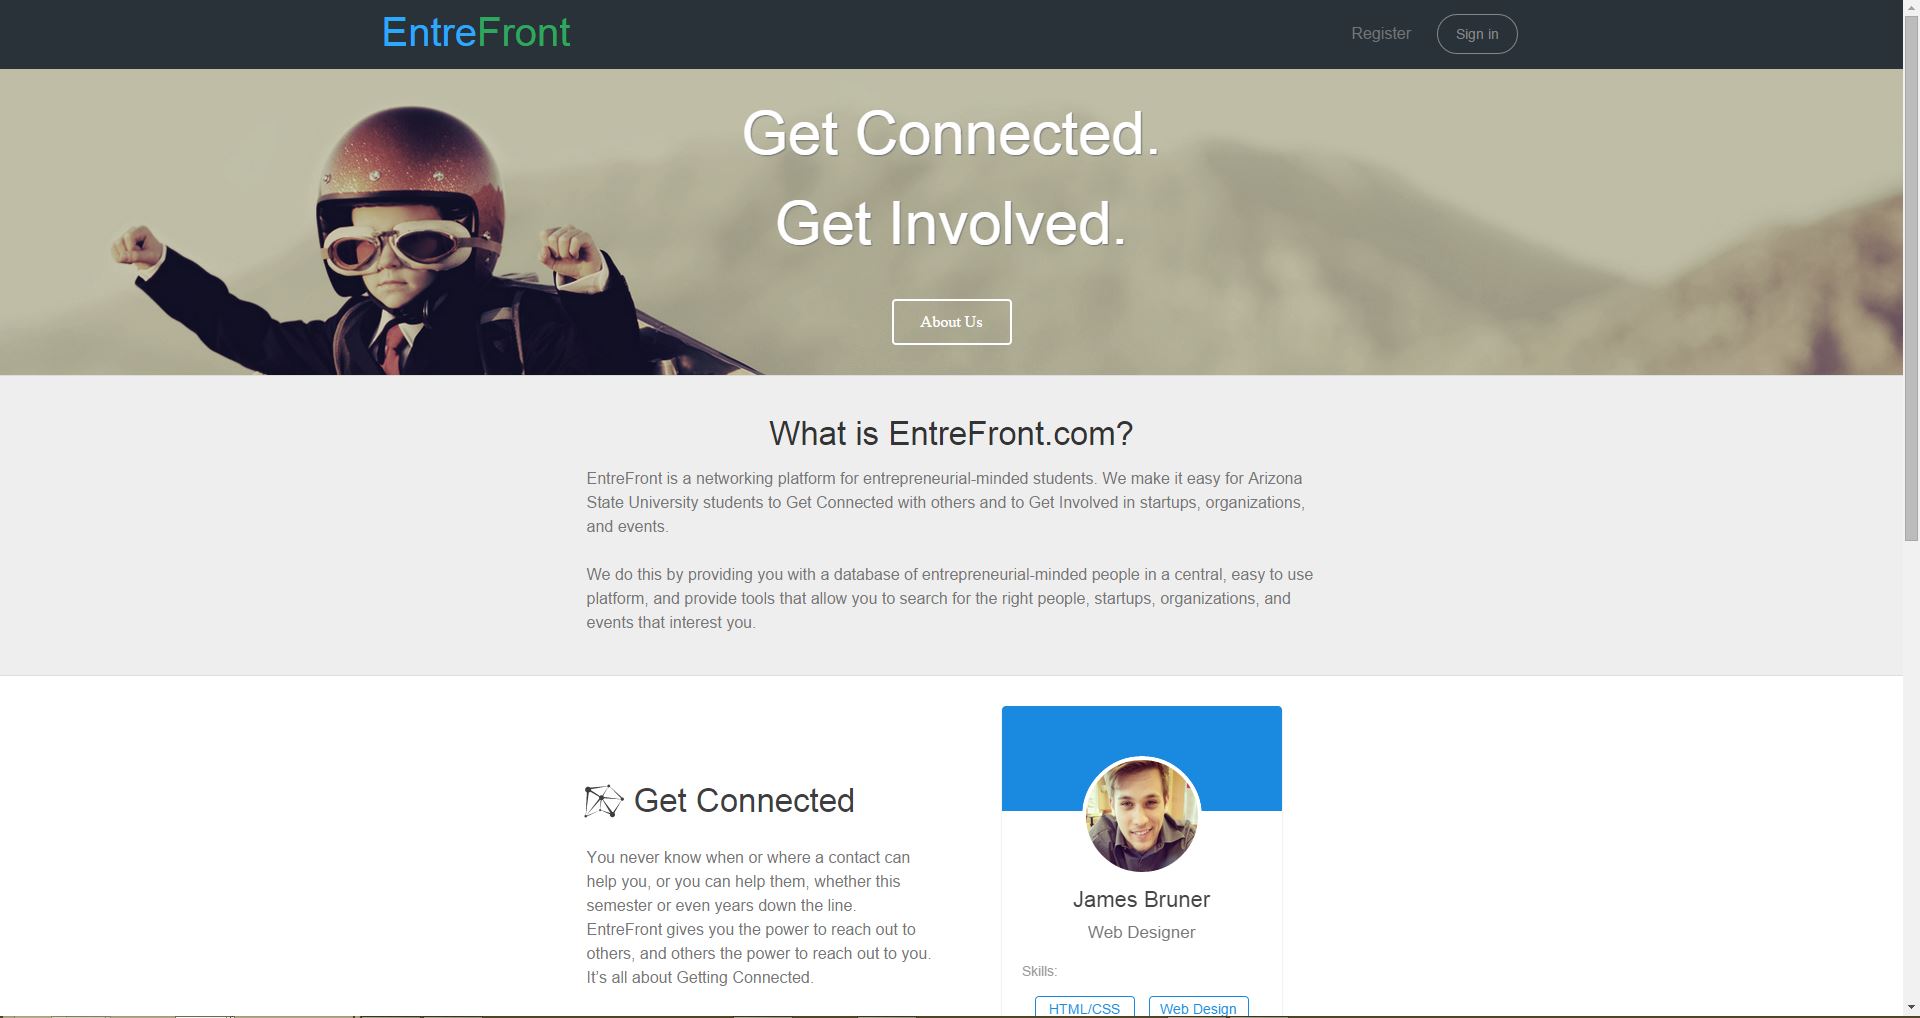 EntreFront
Register
Sign in
Get Connected.
Get Involved.
About Us
What is EntreFront.com?
EntreFront is a networking platform for entrepreneurial-minded students. We make it easy for Arizona
State University students to Get Connected with others and to Get Involved in startups, organizations,
and events.
We do this by providing you with a database of entrepreneurial-minded people in a central, easy to use
platform, and provide tools that allow you to search for the right people, startups, organizations, and
events that interest you.
Get Connected
You never know when or where a contact can
help you, or you can help them, whether this
semester or even years down the line.
EntreFront gives you the power to reach out to
others, and others the power to reach out to you.
It’s all about Getting Connected.
James Bruner
Web Designer
Skills:
HTML/CSS
Web Design